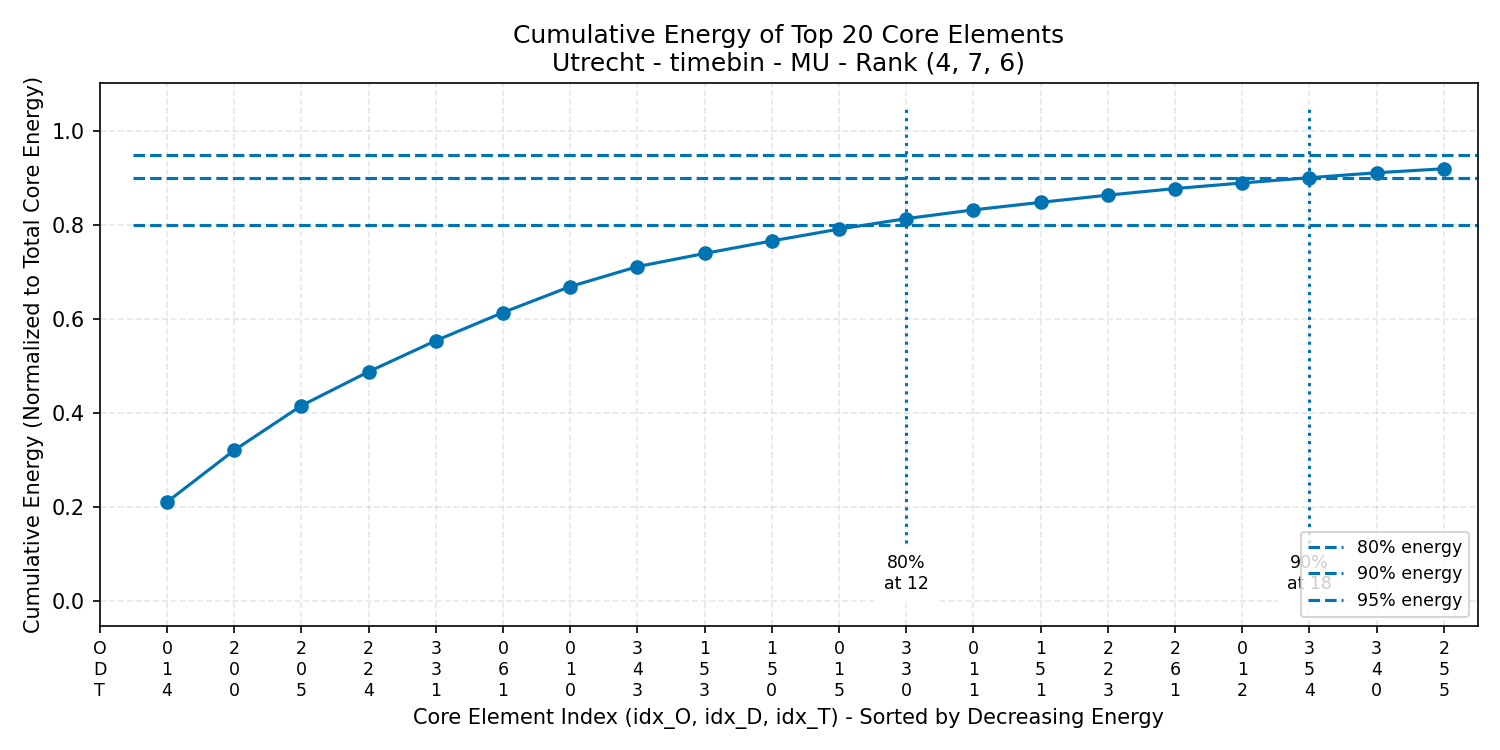 Cumulative Energy of Top 20 Core Elements
Utrecht - timebin - MU - Rank (4, 7, 6)
Cumulative Energy (Normalized to Total Core Energy)
1.0
0.8
0.6
0.4
0.2
0.0
80%
at 12
90%
at 18
80% energy
90% energy
95% energy
O 0 2 2 2 3 0 0 3 1 1 0 3 0 1 2 2 0 3 3 2
D 1 0 0 2 3 6 1 4 5 5 1 3 1 5 2 6 1 5 4 5
T 4 0 5 4 1 1 0 3 3 0 5 0 1 1 3 1 2 4 0 5
Core Element Index (idx_O, idx_D, idx_T) - Sorted by Decreasing Energy